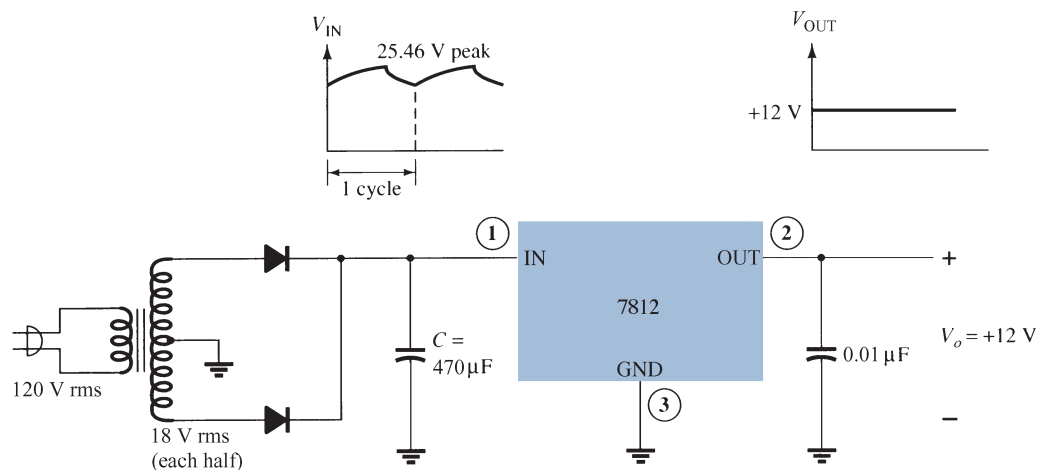 V_IN
25.46 V peak
1 cycle
V_OUT
+12 V
1
IN
7812
OUT
2
GND
3
120 V rms
18 V rms
(each half)
C =
470 μF
0.01 μF
+
V_o = +12 V
−